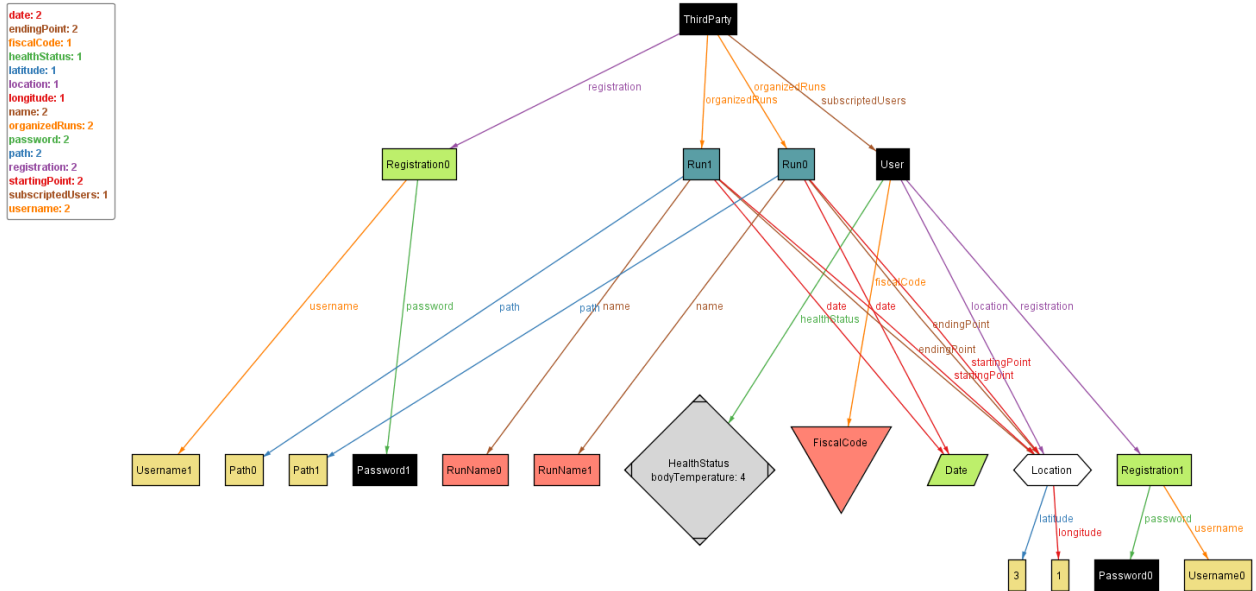 date: 2
endingPoint: 2
fiscalCode: 1
healthStatus: 1
latitude: 1
location: 1
longitude: 1
name: 2
organizedRuns: 2
password: 2
path: 2
registration: 2
startingPoint: 2
subscriptedUsers: 1
username: 2
ThirdParty
registration
organizedRuns
organizedRuns
subscriptedUsers
Registration0
Run1
Run0
User
username
password
path
path
name
name
date
date
healthStatus
fiscalCode
endingPoint
endingPoint
startingPoint
startingPoint
location
registration
Username1
Path0
Path1
Password1
RunName0
RunName1
HealthStatus
bodyTemperature: 4
FiscalCode
Date
Location
Registration1
latitude
longitude
password
username
3
1
Password0
Username0